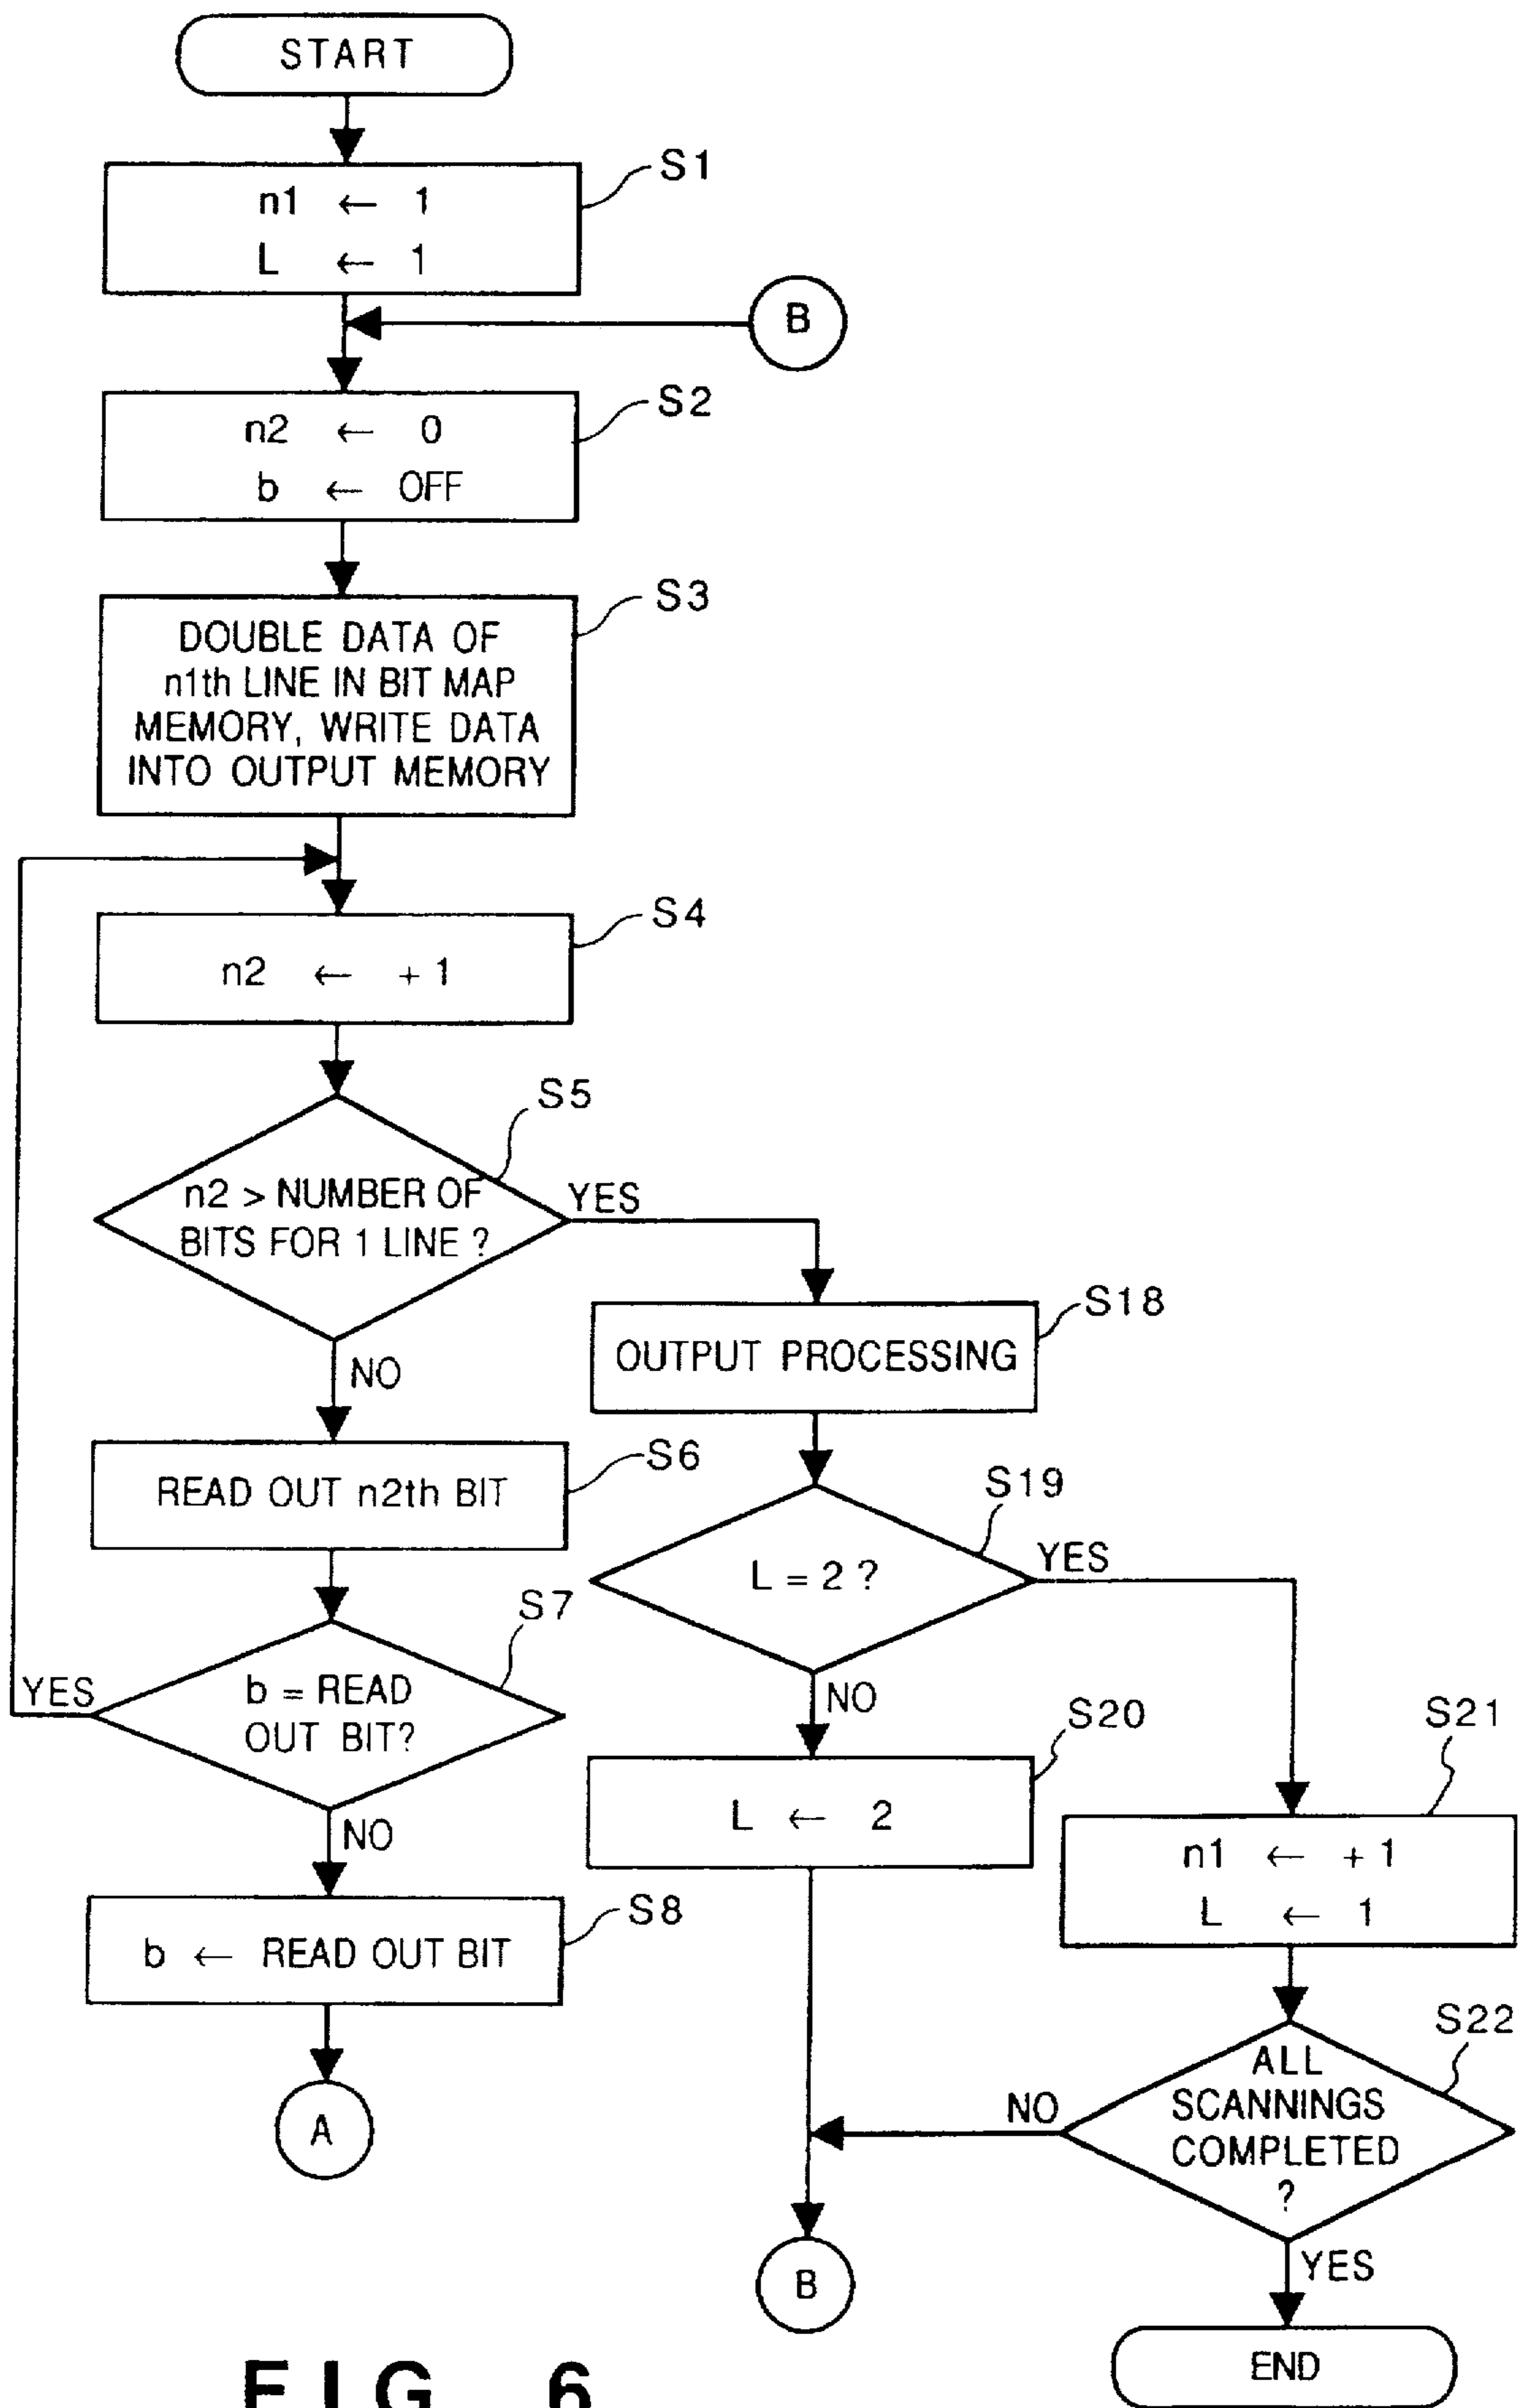 START
S1
n1 ← 1
L ← 1
B
S2
n2 ← 0
b ← OFF
S3
DOUBLE DATA OF
n1th LINE IN BIT MAP
MEMORY, WRITE DATA
INTO OUTPUT MEMORY
S4
n2 ← + 1
S5
n2 > NUMBER OF
BITS FOR 1 LINE ?
YES
NO
S18
OUTPUT PROCESSING
S6
READ OUT n2th BIT
S19
L = 2 ?
YES
NO
S7
b = READ
OUT BIT?
YES
NO
S20
L ← 2
S21
n1 ← + 1
L ← 1
S8
b ← READ OUT BIT
A
S22
ALL
SCANNINGS
COMPLETED
?
NO
YES
B
END
FIG. 6